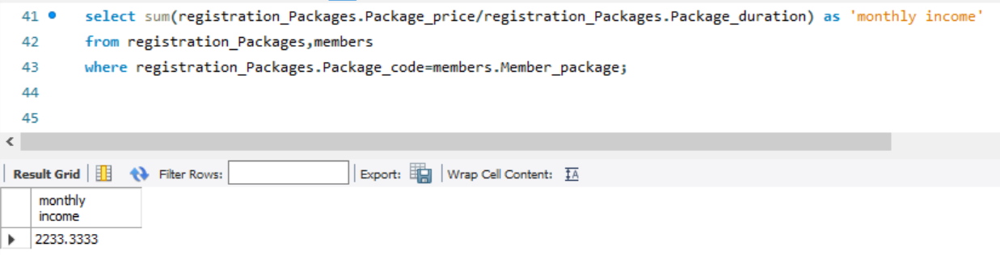 41 select sum(registration_Packages.Package_price/registration_Packages.Package_duration) as 'monthly income'
42 from registration_Packages,members
43 where registration_Packages.Package_code=members.Member_package;
44
45
Result Grid Filter Rows: Export: Wrap Cell Content: IA
monthly
income
2233.3333